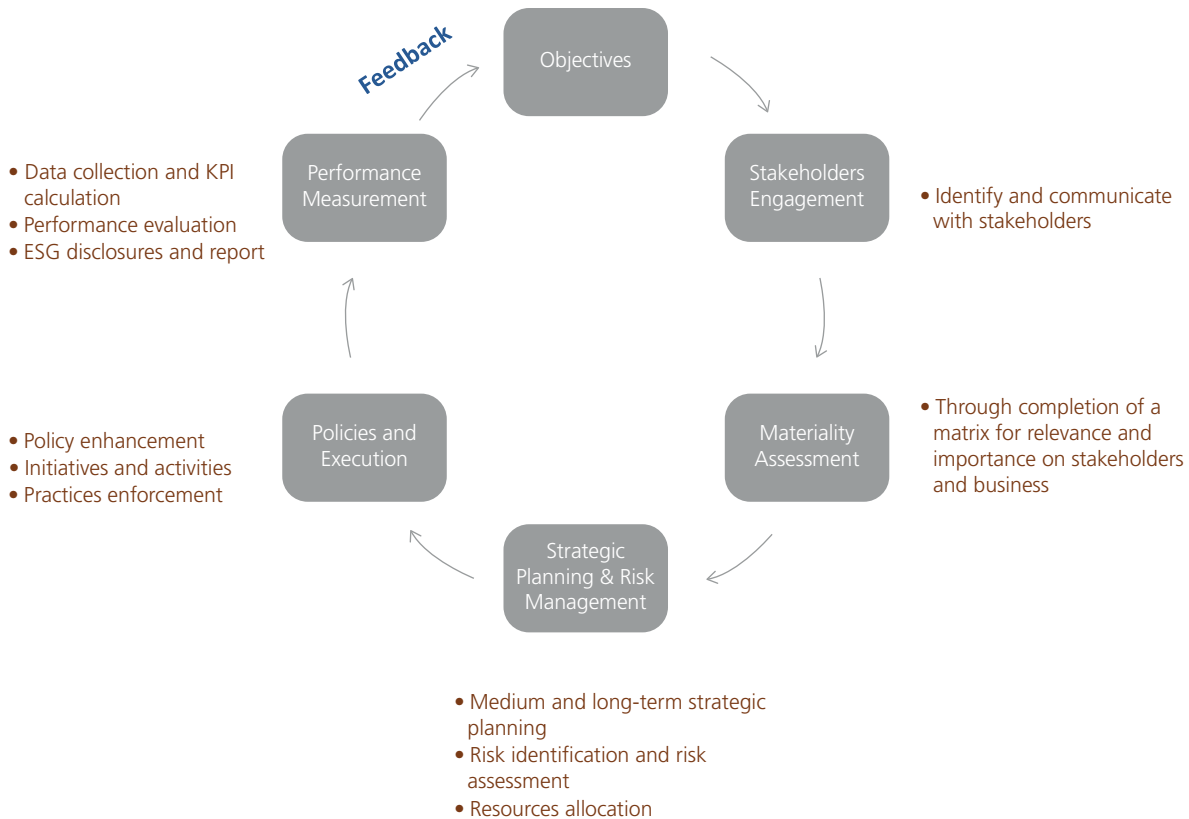 Feedback
Objectives
Stakeholders
Engagement
• Identify and communicate
with stakeholders
Materiality
Assessment
• Through completion of a
matrix for relevance and
importance on stakeholders
and business
Strategic
Planning & Risk
Management
• Medium and long-term strategic
planning
• Risk identification and risk
assessment
• Resources allocation
Policies and
Execution
• Policy enhancement
• Initiatives and activities
• Practices enforcement
Performance
Measurement
• Data collection and KPI
calculation
• Performance evaluation
• ESG disclosures and report